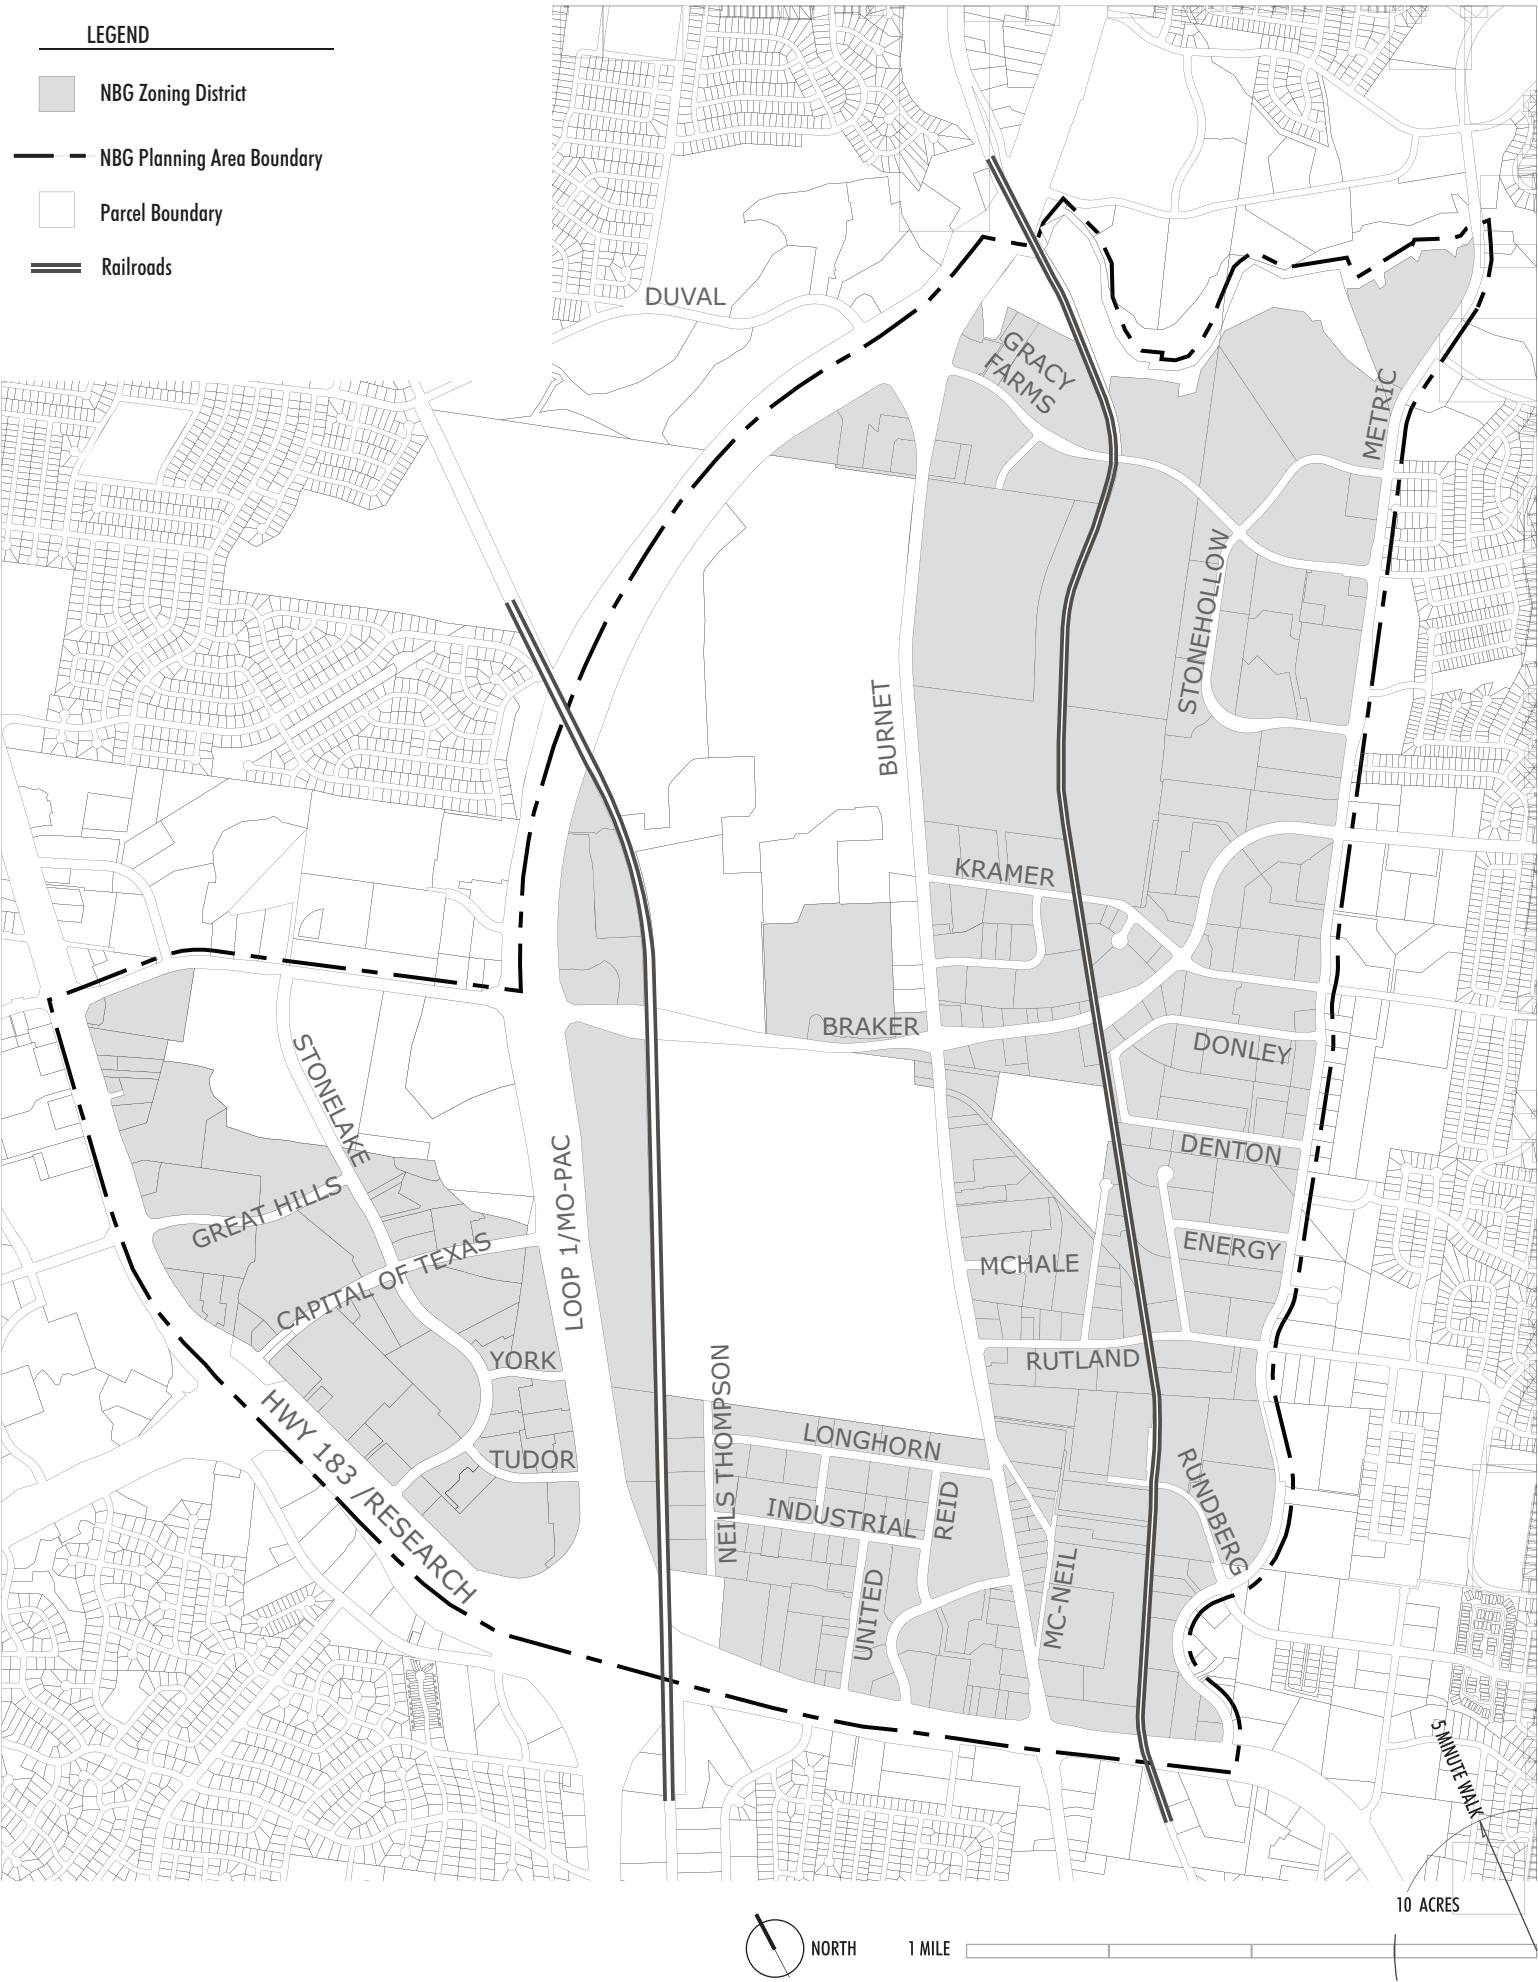 LEGEND
NBG Zoning District
NBG Planning Area Boundary
Parcel Boundary
Railroads
DUVAL
GRACY
FARMS
METRIC
STONEHOLLOW
BURNET
KRAMER
BRAKER
DONLEY
STONELAKE
DENTON
GREAT HILLS
LOOP 1/MO-PAC
ENERGY
MCHALE
CAPITAL OF TEXAS
YORK
RUTLAND
NEILS THOMPSON
HWY 183 /RESEARCH
LONGHORN
TUDOR
RUNDBERG
REID
INDUSTRIAL
UNITED
MC-NEIL
5 MINUTE WALK
10 ACRES
NORTH
1 MILE